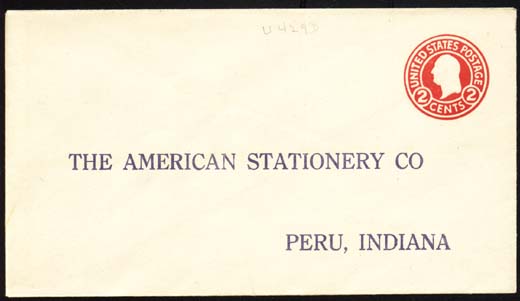 U429D
UNITED STATES POSTAGE
2 CENTS 2
THE AMERICAN STATIONERY CO
PERU, INDIANA